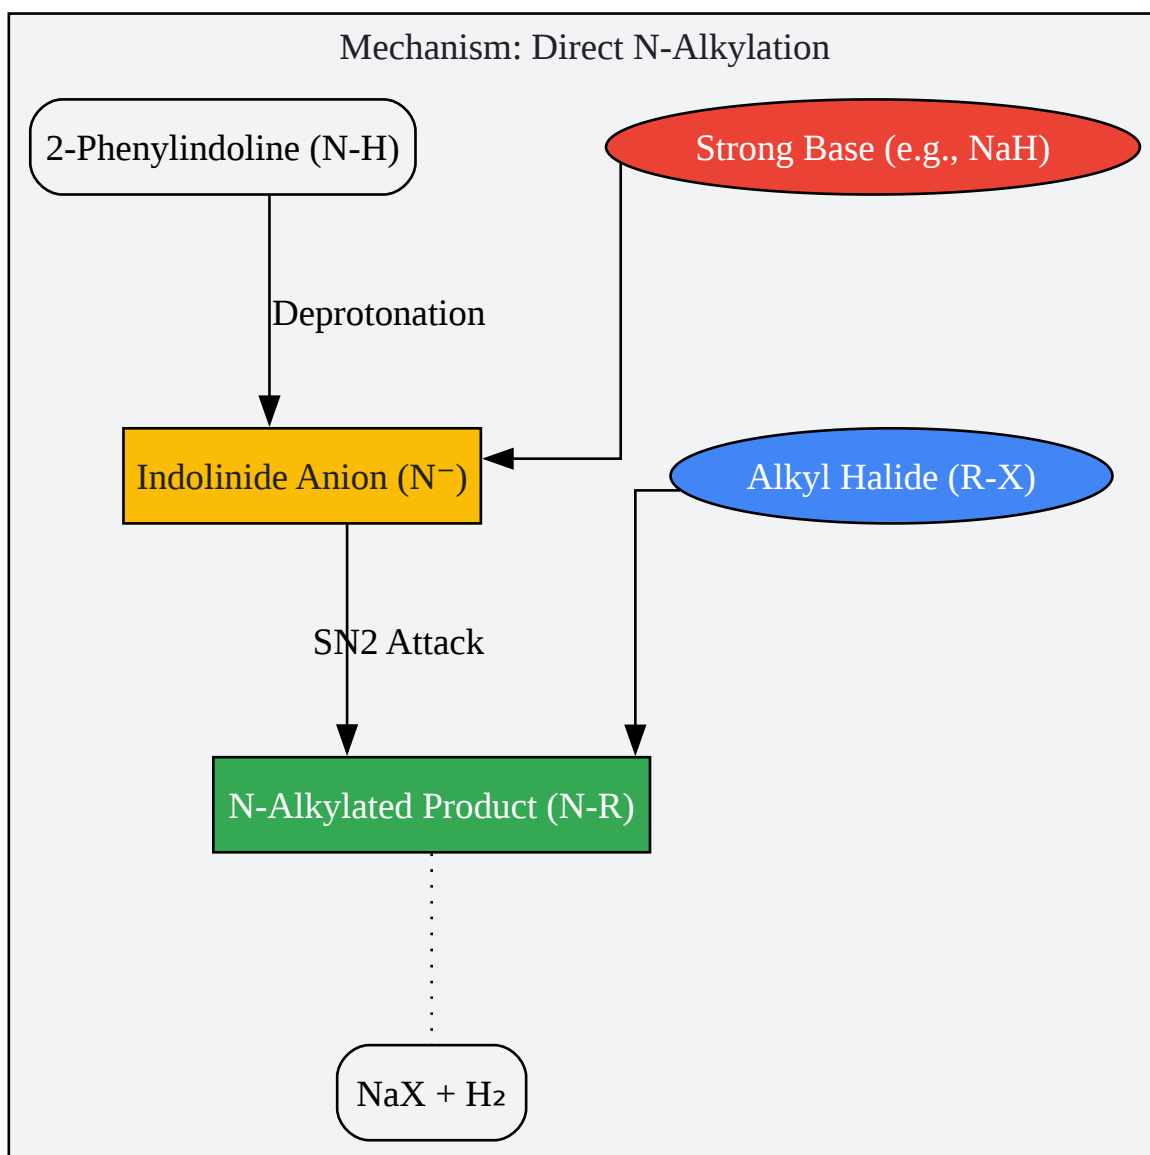 Mechanism: Direct N-Alkylation
2-Phenylindoline (N-H)
Strong Base (e.g., NaH)
Deprotonation
Indolinide Anion (N⁻)
Alkyl Halide (R-X)
SN2 Attack
N-Alkylated Product (N-R)
NaX + H₂